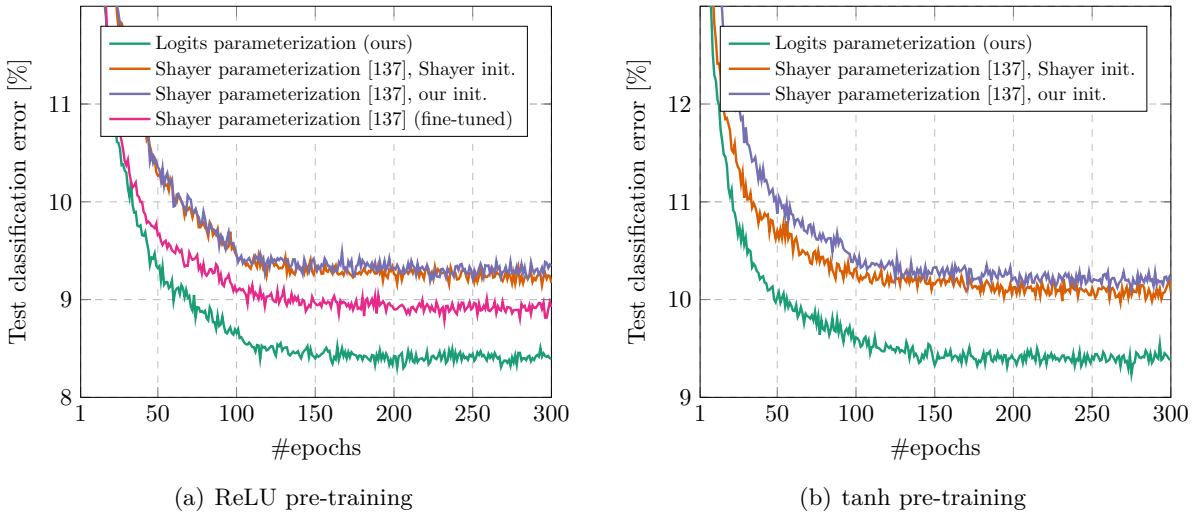 Test classification error [%]
11
10
9
8
Logits parameterization (ours)
Shayer parameterization [137], Shayer init.
Shayer parameterization [137], our init.
Shayer parameterization [137] (fine-tuned)
1 50 100 150 200 250 300
#epochs
(a) ReLU pre-training
Test classification error [%]
12
11
10
9
Logits parameterization (ours)
Shayer parameterization [137], Shayer init.
Shayer parameterization [137], our init.
1 50 100 150 200 250 300
#epochs
(b) tanh pre-training